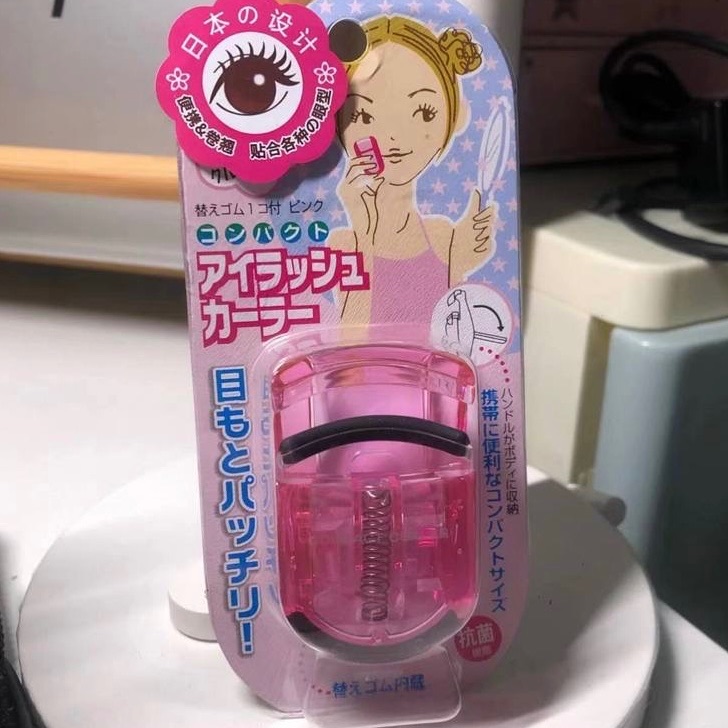 日本の设计
便携&卷翘 贴合各种の眼型
替えゴム1コ付 ピンク
コンパクト
アイラッシュ
カーラー
目もとパッチリ!
ハンドルがボディに収納
携帯に便利なコンパクトサイズ
抗菌
替えゴム内蔵